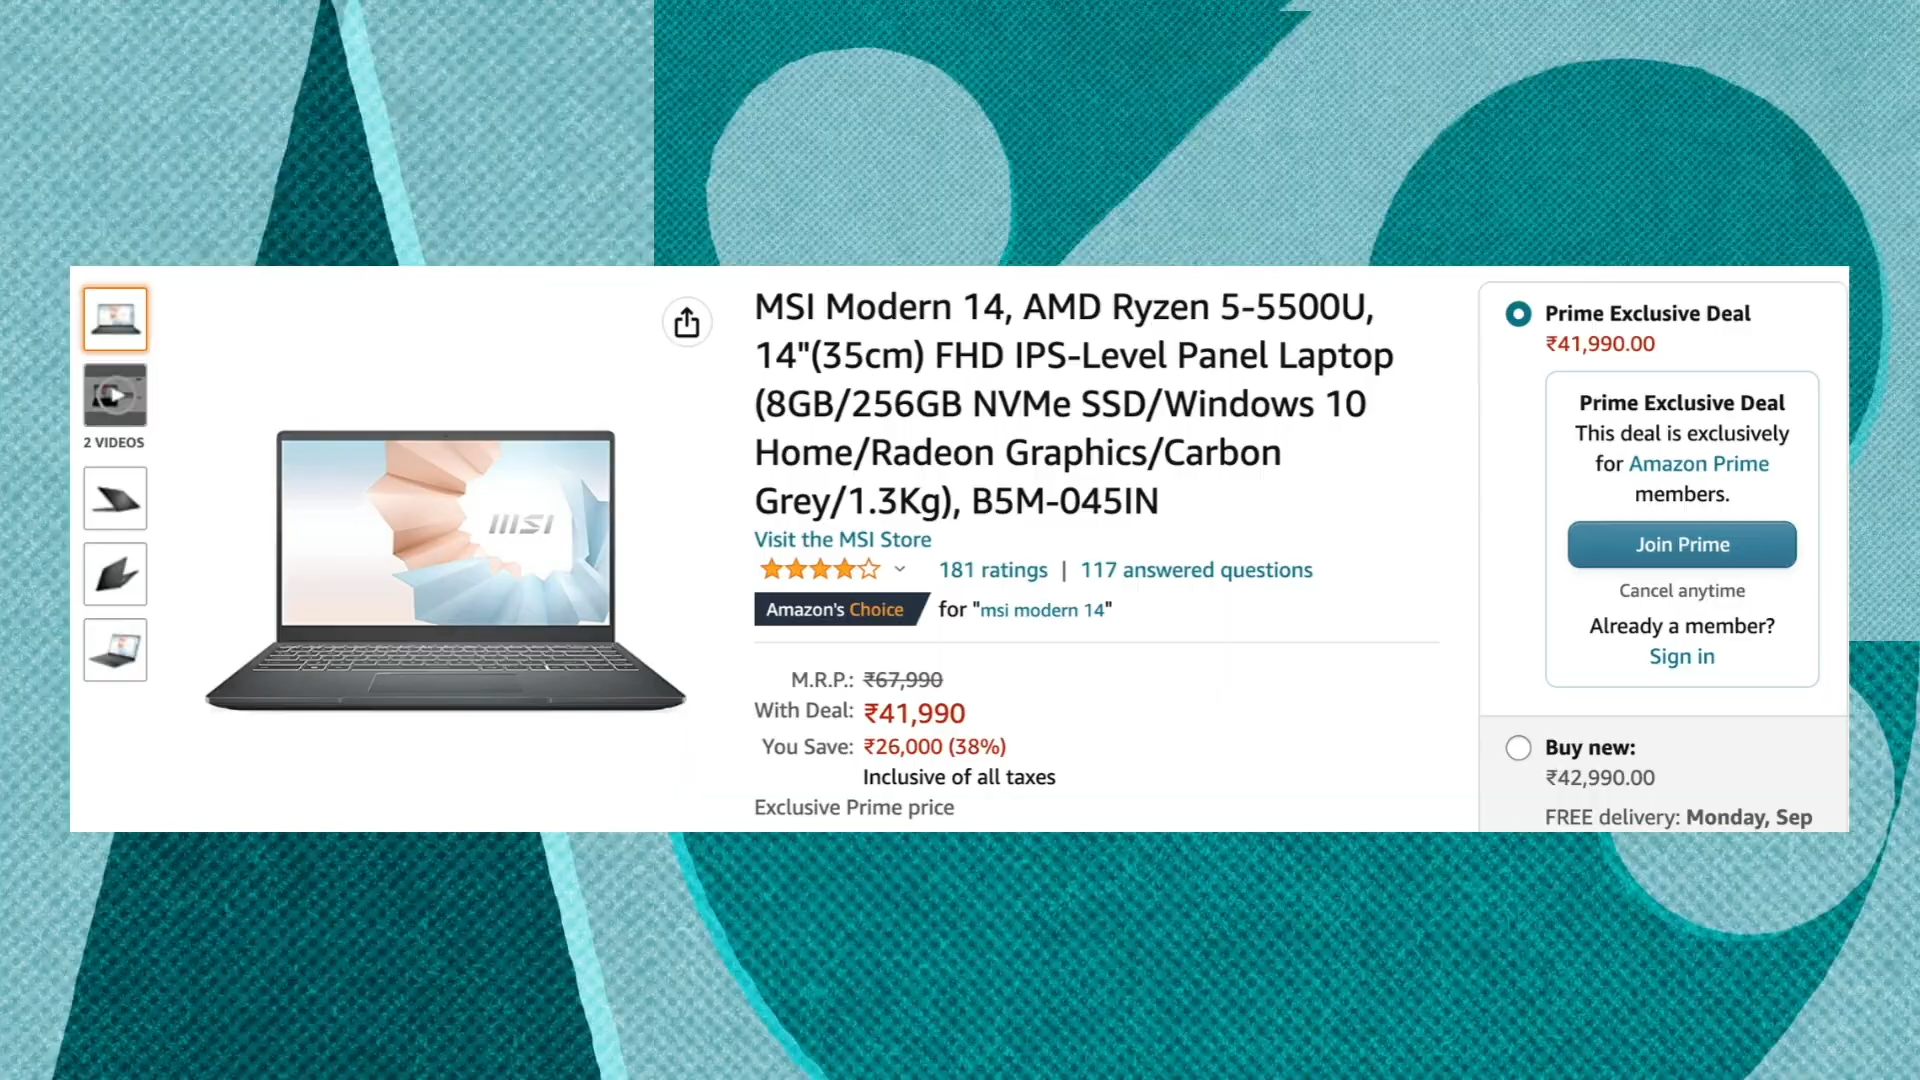 2 VIDEOS
msi
MSI Modern 14, AMD Ryzen 5-5500U,
14"(35cm) FHD IPS-Level Panel Laptop
(8GB/256GB NVMe SSD/Windows 10
Home/Radeon Graphics/Carbon
Grey/1.3Kg), B5M-045IN
Visit the MSI Store
181 ratings | 117 answered questions
Amazon's Choice for "msi modern 14"
M.R.P.: ₹67,990
With Deal: ₹41,990
You Save: ₹26,000 (38%)
Inclusive of all taxes
Exclusive Prime price
Prime Exclusive Deal
₹41,990.00
Prime Exclusive Deal
This deal is exclusively
for Amazon Prime
members.
Join Prime
Cancel anytime
Already a member?
Sign in
Buy new:
₹42,990.00
FREE delivery: Monday, Sep